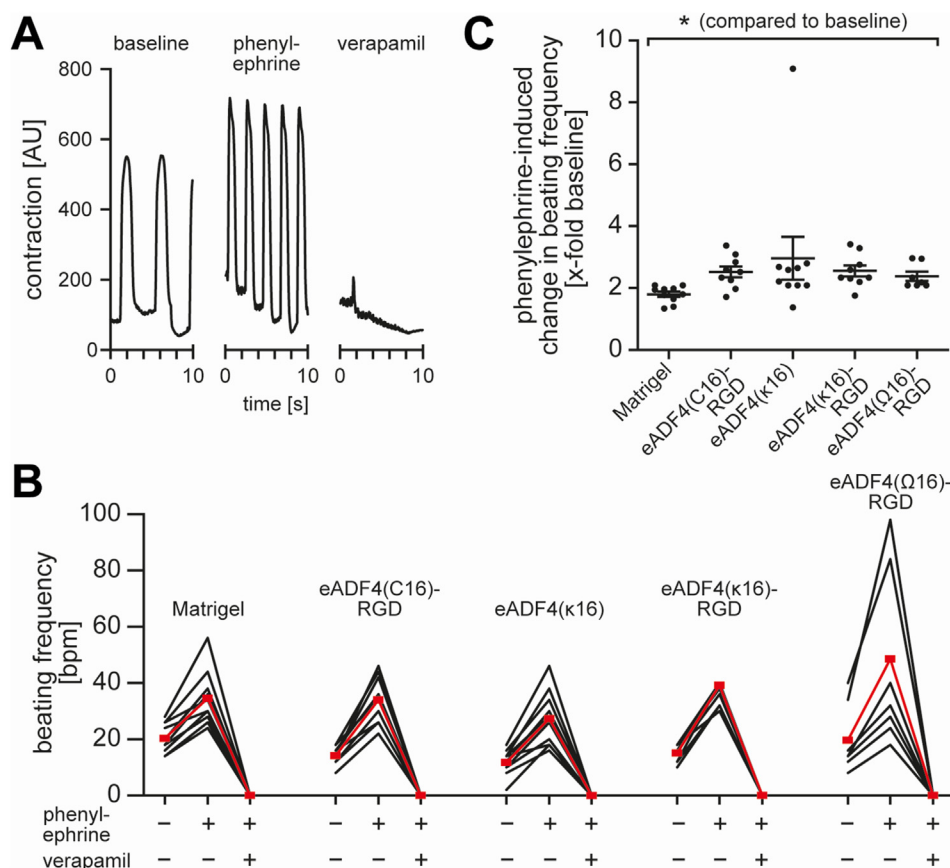 A
baseline
phenyl-
ephrine
verapamil
contraction [AU]
800
600
400
200
0
0 10
0 10
0 10
time [s]
C
* (compared to baseline)
phenylephrine-induced
change in beating frequency
[x-fold baseline]
10
8
6
4
2
0
Matrigel
eADF4(C16)-
RGD
eADF4(κ16)
eADF4(κ16)-
RGD
eADF4(Ω16)-
RGD
B
beating frequency
[bpm]
100
80
60
40
20
0
Matrigel
eADF4(C16)-
RGD
eADF4(κ16)
eADF4(κ16)-
RGD
eADF4(Ω16)-
RGD
phenyl-
ephrine
− + + − + + − + + − + + − + +
verapamil
− − + − − + − − + − − + − − +